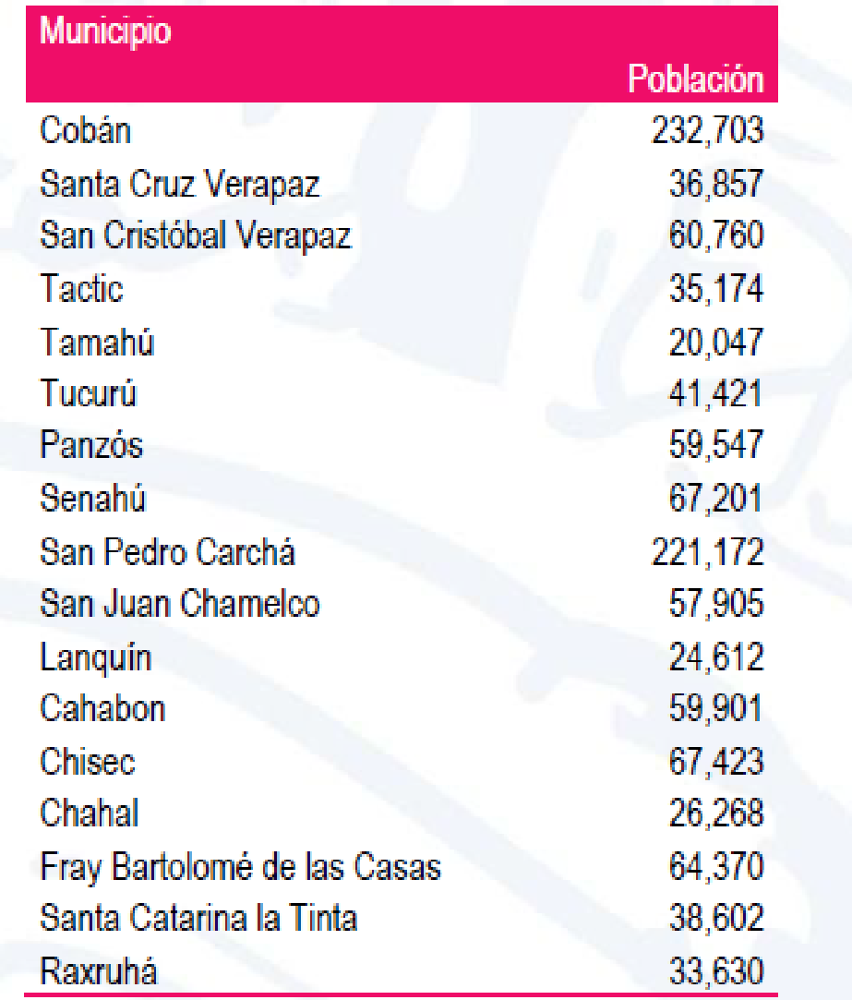 Municipio
Población
Cobán 232,703
Santa Cruz Verapaz 36,857
San Cristóbal Verapaz 60,760
Tactic 35,174
Tamahú 20,047
Tucurú 41,421
Panzós 59,547
Senahú 67,201
San Pedro Carchá 221,172
San Juan Chamelco 57,905
Lanquín 24,612
Cahabon 59,901
Chisec 67,423
Chahal 26,268
Fray Bartolomé de las Casas 64,370
Santa Catarina la Tinta 38,602
Raxruhá 33,630